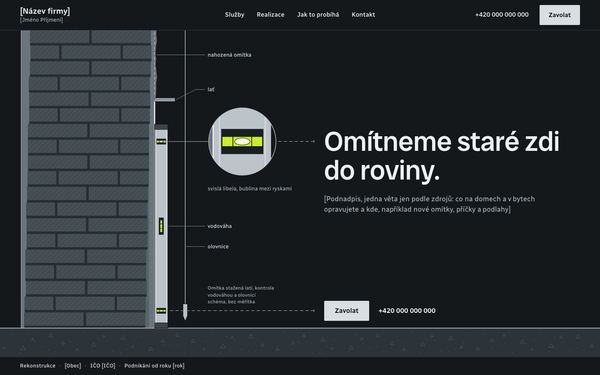 [Název firmy]
[Jméno Příjmení]
Služby
Realizace
Jak to probíhá
Kontakt
+420 000 000 000
Zavolat
nahozená omítka
lať
svislá libela, bublina mezi ryskami
Omítneme staré zdi
do roviny.
[Podnadpis, jedna věta jen podle zdrojů: co na domech a v bytech
opravujete a kde, například nové omítky, příčky a podlahy]
vodováha
olovnice
Omítka stažená latí, kontrola
vodováhou a olovnicí
schéma, bez měřítka
Zavolat
+420 000 000 000
Rekonstrukce · [Obec] · IČO [IČO] · Podnikání od roku [rok]